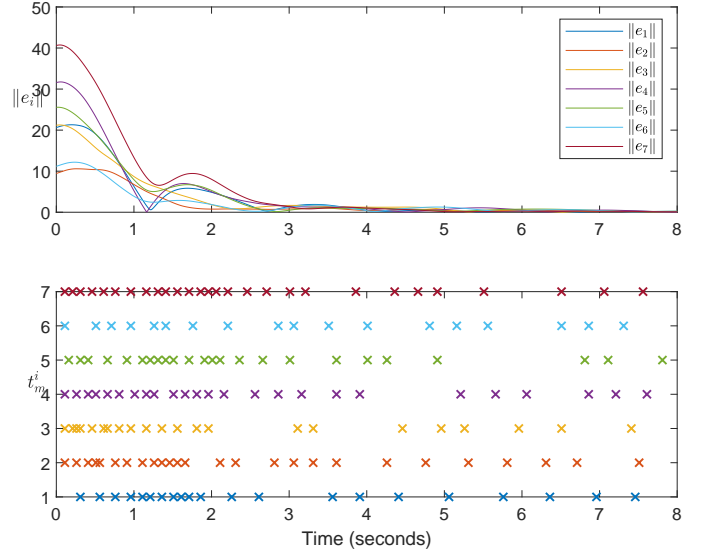 50
40
30
20
10
0
‖e_i‖
‖e_1‖
‖e_2‖
‖e_3‖
‖e_4‖
‖e_5‖
‖e_6‖
‖e_7‖
0 1 2 3 4 5 6 7 8
7
6
5
4
3
2
1
t_m^i
0 1 2 3 4 5 6 7 8
Time (seconds)